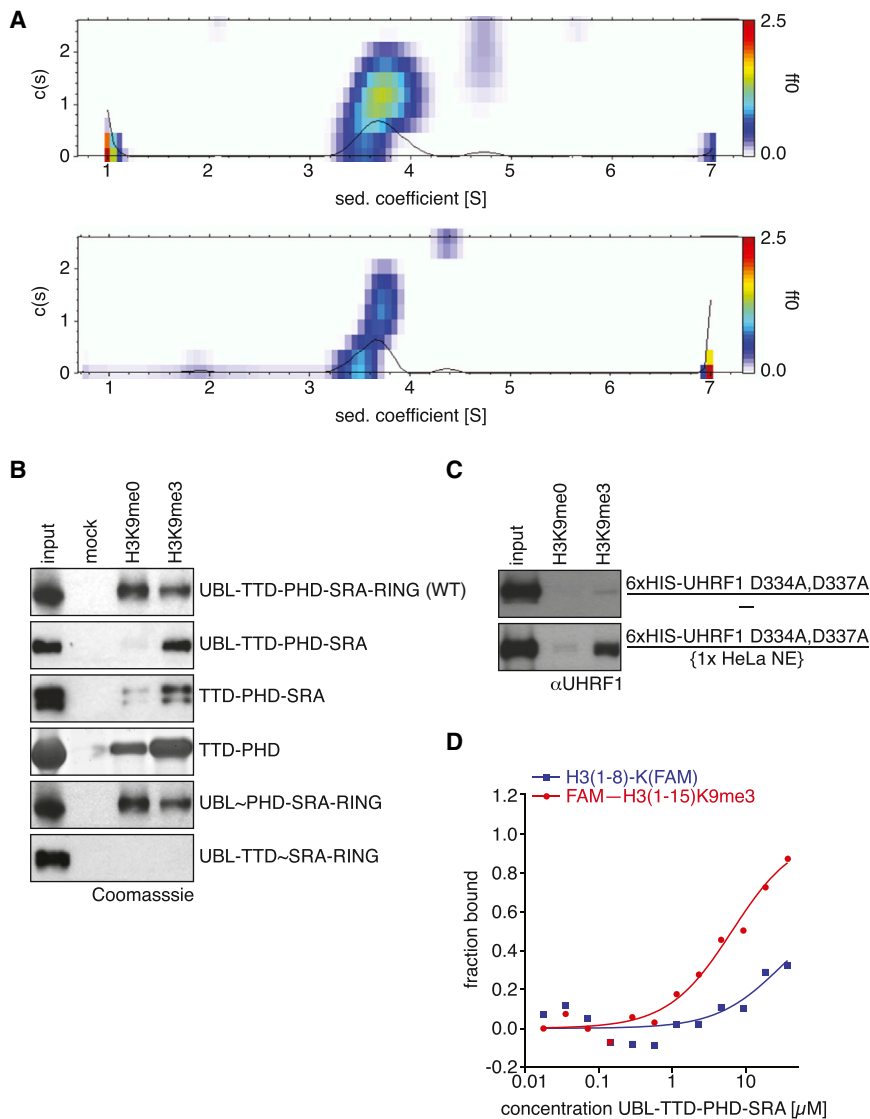 A
c(s)
2
1
0
1 2 3 4 5 6 7
sed. coefficient [S]
2.5
0.0
ff0
c(s)
2
1
0
1 2 3 4 5 6 7
sed. coefficient [S]
2.5
0.0
ff0
B
input
mock
H3K9me0
H3K9me3
UBL-TTD-PHD-SRA-RING (WT)
UBL-TTD-PHD-SRA
TTD-PHD-SRA
TTD-PHD
UBL~PHD-SRA-RING
UBL-TTD~SRA-RING
Coomasssie
C
input
H3K9me0
H3K9me3
6xHIS-UHRF1 D334A,D337A
–
6xHIS-UHRF1 D334A,D337A
{1x HeLa NE}
αUHRF1
D
H3(1-8)-K(FAM)
FAM—H3(1-15)K9me3
fraction bound
1.2
1.0
0.8
0.6
0.4
0.2
0.0
-0.2
0.01 0.1 1 10
concentration UBL-TTD-PHD-SRA [µM]